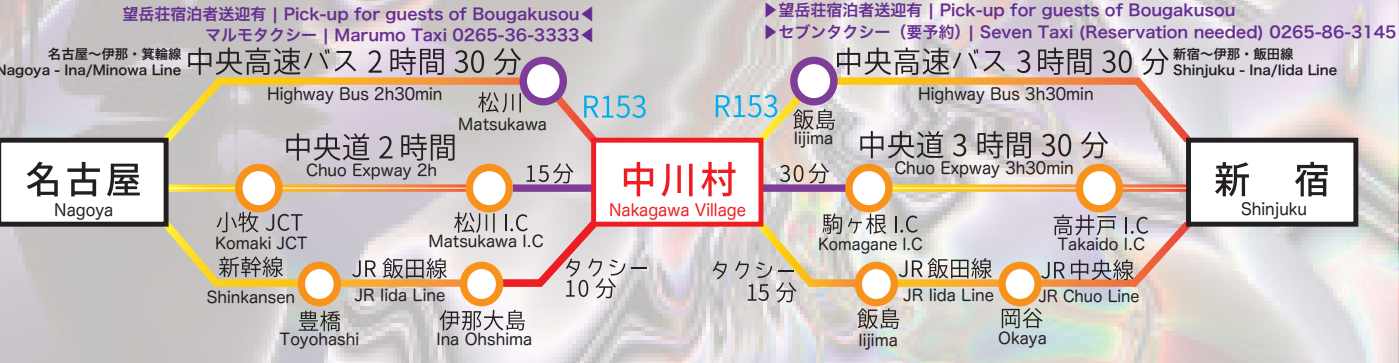 望岳荘宿泊者送迎有 | Pick-up for guests of Bougakusou◀
マルモタクシー | Marumo Taxi 0265-36-3333◀
▶望岳荘宿泊者送迎有 | Pick-up for guests of Bougakusou
▶セブンタクシー（要予約）| Seven Taxi (Reservation needed) 0265-86-3145
名古屋〜伊那・箕輪線
Nagoya - Ina/Minowa Line
中央高速バス 2 時間 30 分
Highway Bus 2h30min
松川
Matsukawa
R153
R153
飯島
Iijima
中央高速バス 3 時間 30 分
Highway Bus 3h30min
新宿〜伊那・飯田線
Shinjuku - Ina/Iida Line
名古屋
Nagoya
中央道 2 時間
Chuo Expway 2h
小牧 JCT
Komaki JCT
松川 I.C
Matsukawa I.C
15分
中川村
Nakagawa Village
30分
駒ヶ根 I.C
Komagane I.C
中央道 3 時間 30 分
Chuo Expway 3h30min
高井戸 I.C
Takaido I.C
新 宿
Shinjuku
新幹線
Shinkansen
豊橋
Toyohashi
JR 飯田線
JR Iida Line
伊那大島
Ina Ohshima
タクシー
10 分
タクシー
15 分
飯島
Iijima
JR 飯田線
JR Iida Line
岡谷
Okaya
JR 中央線
JR Chuo Line